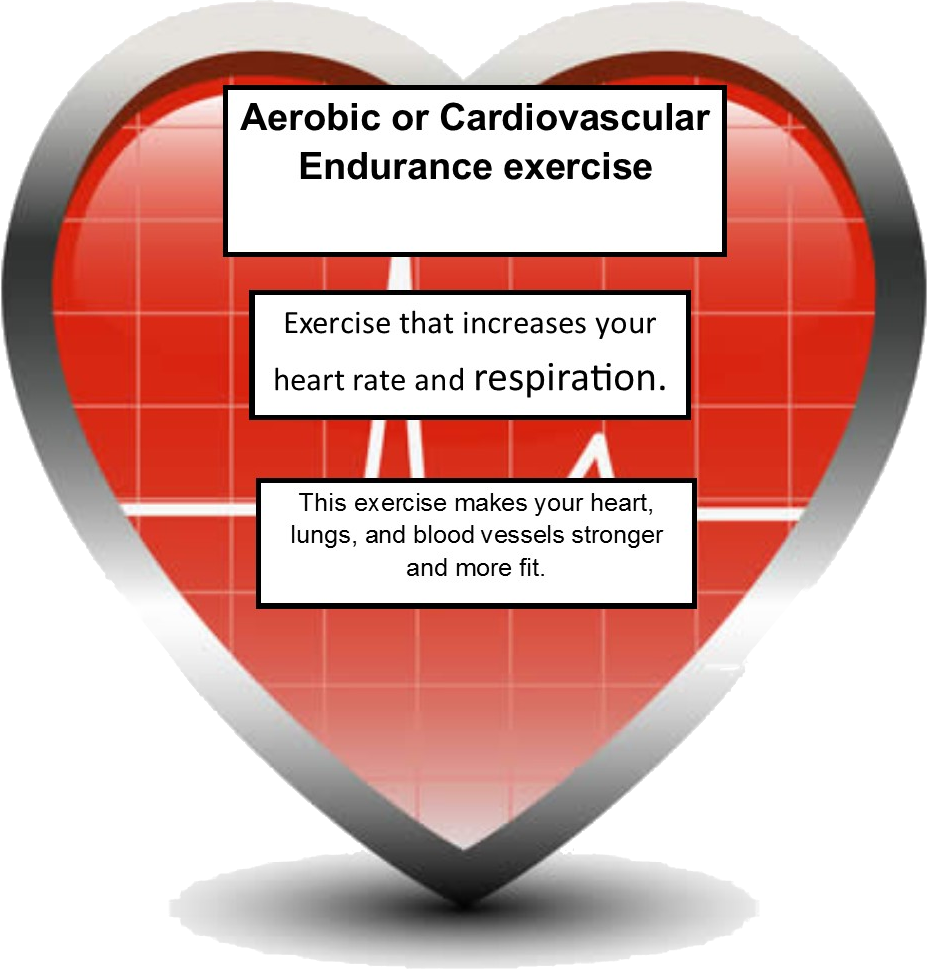 Aerobic or Cardiovascular
Endurance exercise
Exercise that increases your
heart rate and respiration.
This exercise makes your heart,
lungs, and blood vessels stronger
and more fit.